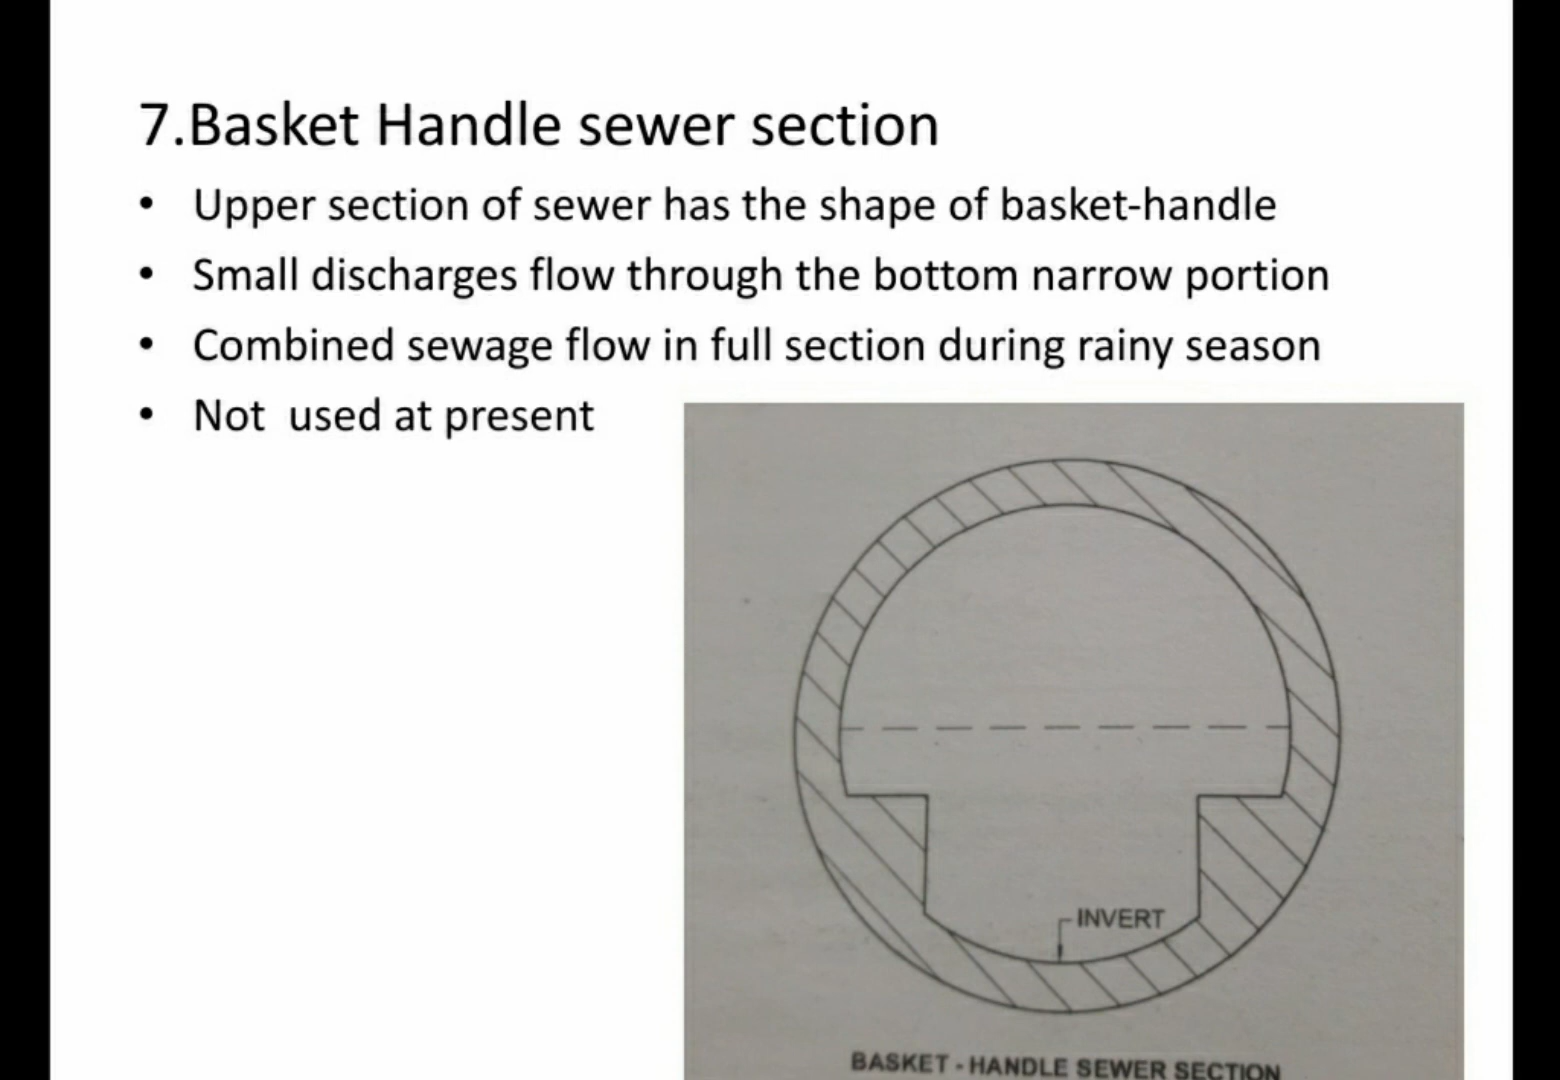 7.Basket Handle sewer section
• Upper section of sewer has the shape of basket-handle
• Small discharges flow through the bottom narrow portion
• Combined sewage flow in full section during rainy season
• Not  used at present
INVERT
BASKET - HANDLE SEWER SECTION